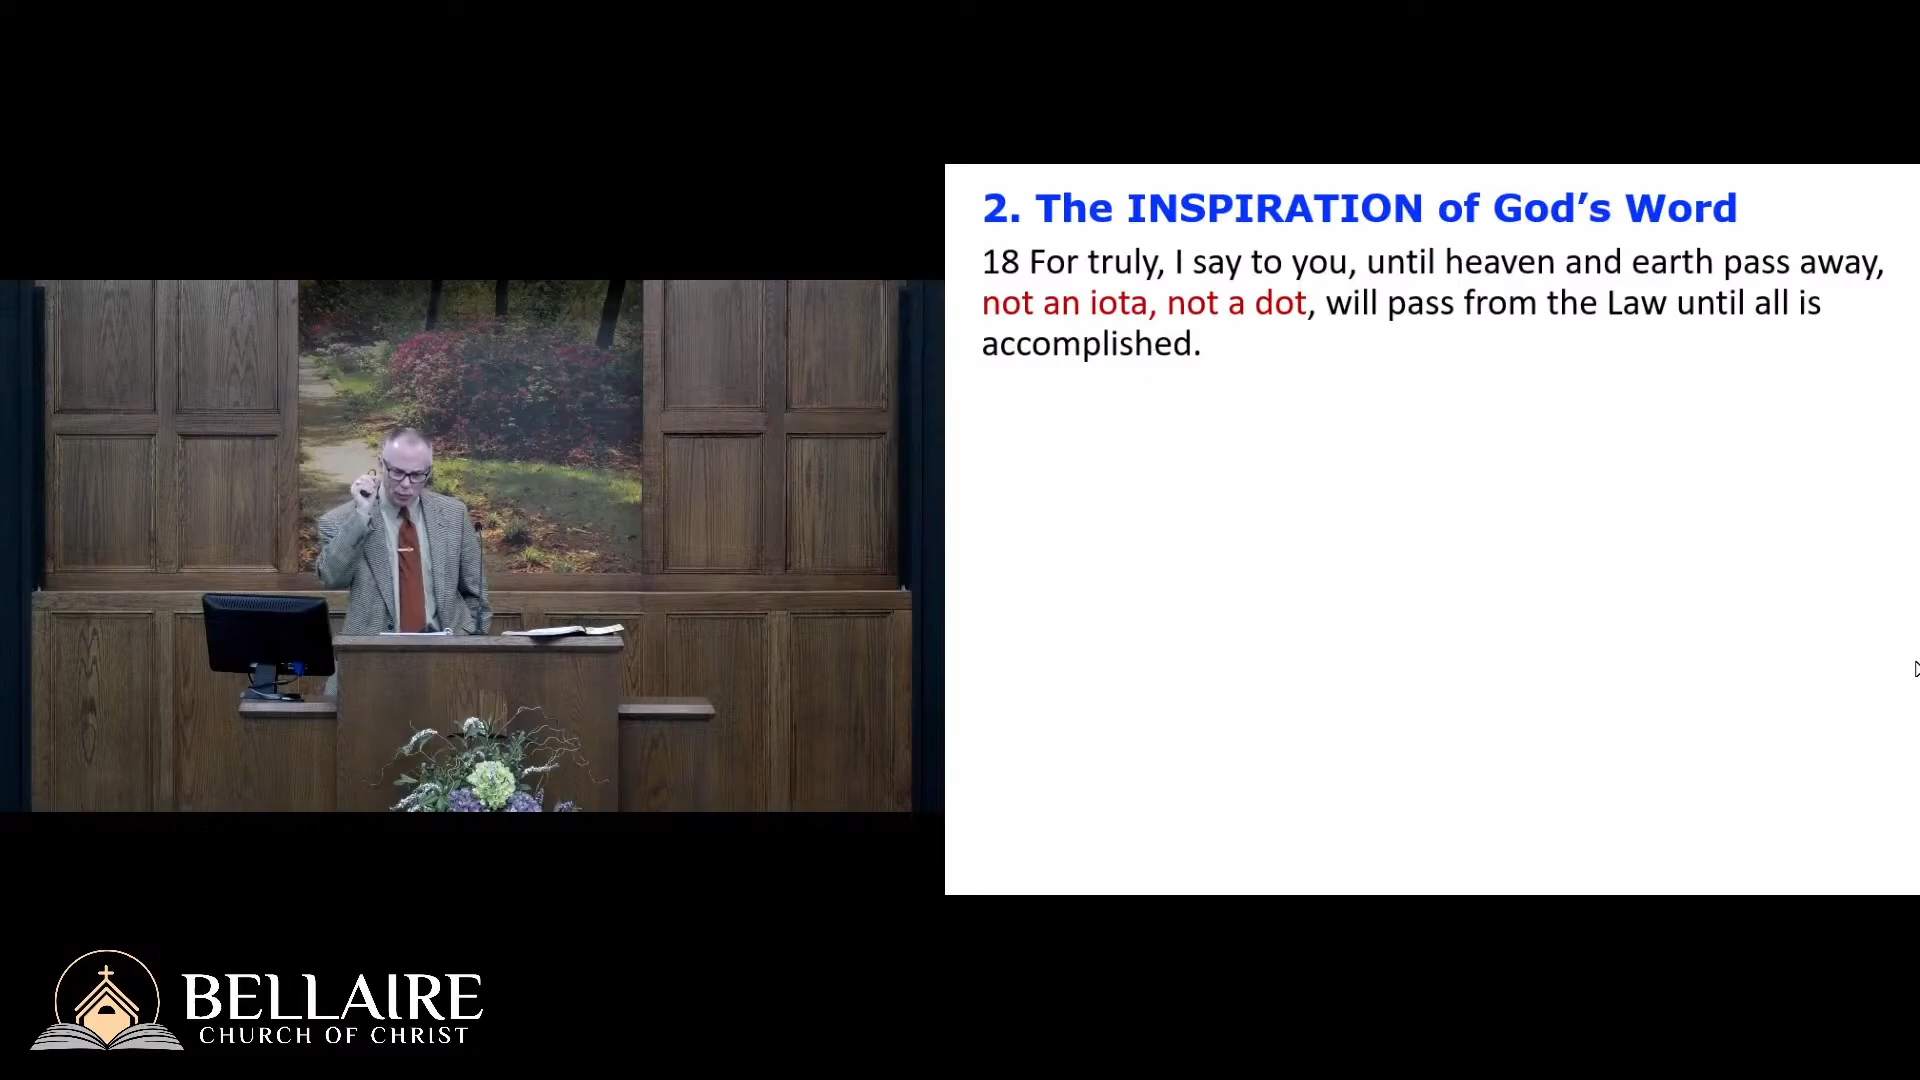 2. The INSPIRATION of God’s Word
18 For truly, I say to you, until heaven and earth pass away,
not an iota, not a dot, will pass from the Law until all is
accomplished.
BELLAIRE
CHURCH OF CHRIST